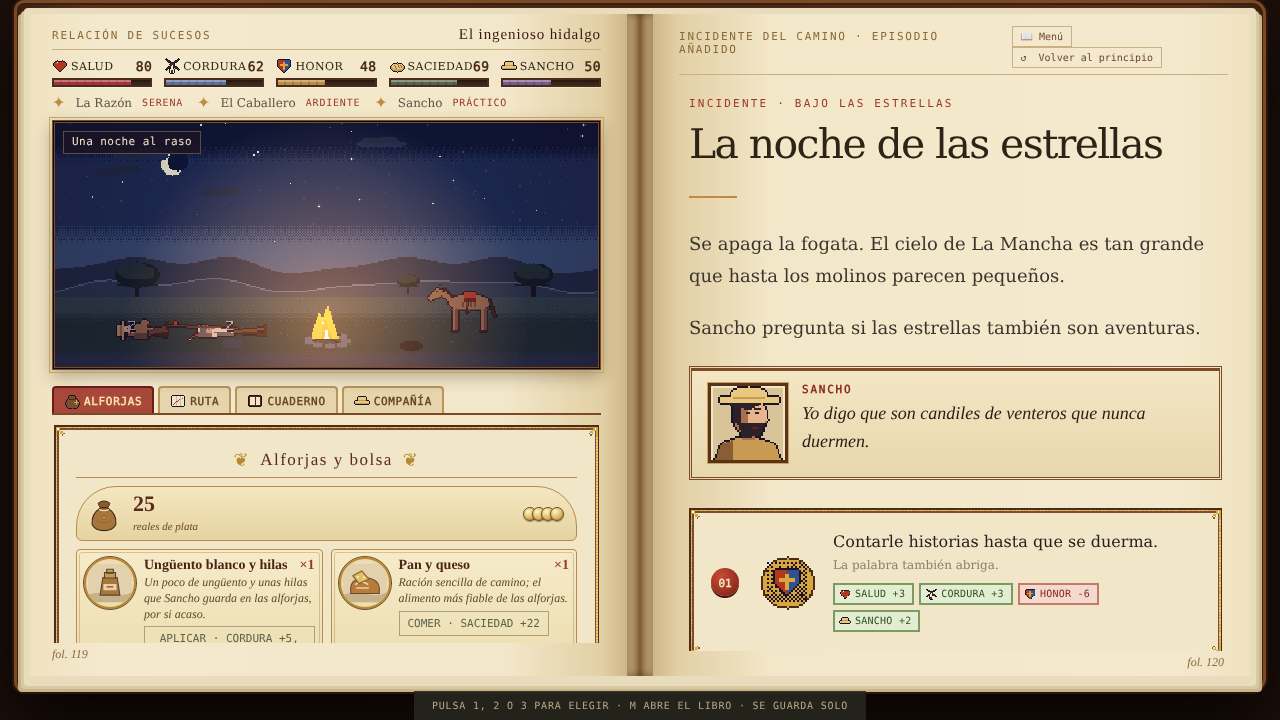 RELACIÓN DE SUCESOS
El ingenioso hidalgo
SALUD 80 CORDURA 62 HONOR 48 SACIEDAD 69 SANCHO 50
La Razón SERENA El Caballero ARDIENTE Sancho PRÁCTICO
Una noche al raso
ALFORJAS RUTA CUADERNO COMPAÑÍA
Alforjas y bolsa
25
reales de plata
Ungüento blanco y hilas ×1
Un poco de ungüento y unas hilas
que Sancho guarda en las alforjas,
por si acaso.
APLICAR · CORDURA +5,
Pan y queso ×1
Ración sencilla de camino; el
alimento más fiable de las alforjas.
COMER · SACIEDAD +22
fol. 119
INCIDENTE DEL CAMINO · EPISODIO
AÑADIDO
Menú
↺ Volver al principio
INCIDENTE · BAJO LAS ESTRELLAS
La noche de las estrellas
Se apaga la fogata. El cielo de La Mancha es tan grande
que hasta los molinos parecen pequeños.
Sancho pregunta si las estrellas también son aventuras.
SANCHO
Yo digo que son candiles de venteros que nunca
duermen.
01
Contarle historias hasta que se duerma.
La palabra también abriga.
SALUD +3 CORDURA +3 HONOR -6
SANCHO +2
fol. 120
PULSA 1, 2 O 3 PARA ELEGIR · M ABRE EL LIBRO · SE GUARDA SOLO